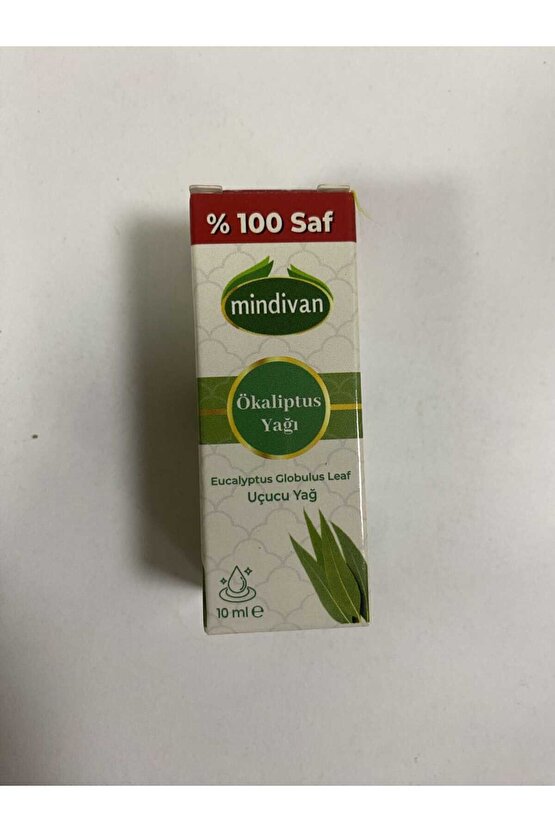 % 100 Saf
mindivan
Ökaliptus
Yağı
Eucalyptus Globulus Leaf
Uçucu Yağ
10 ml ℮